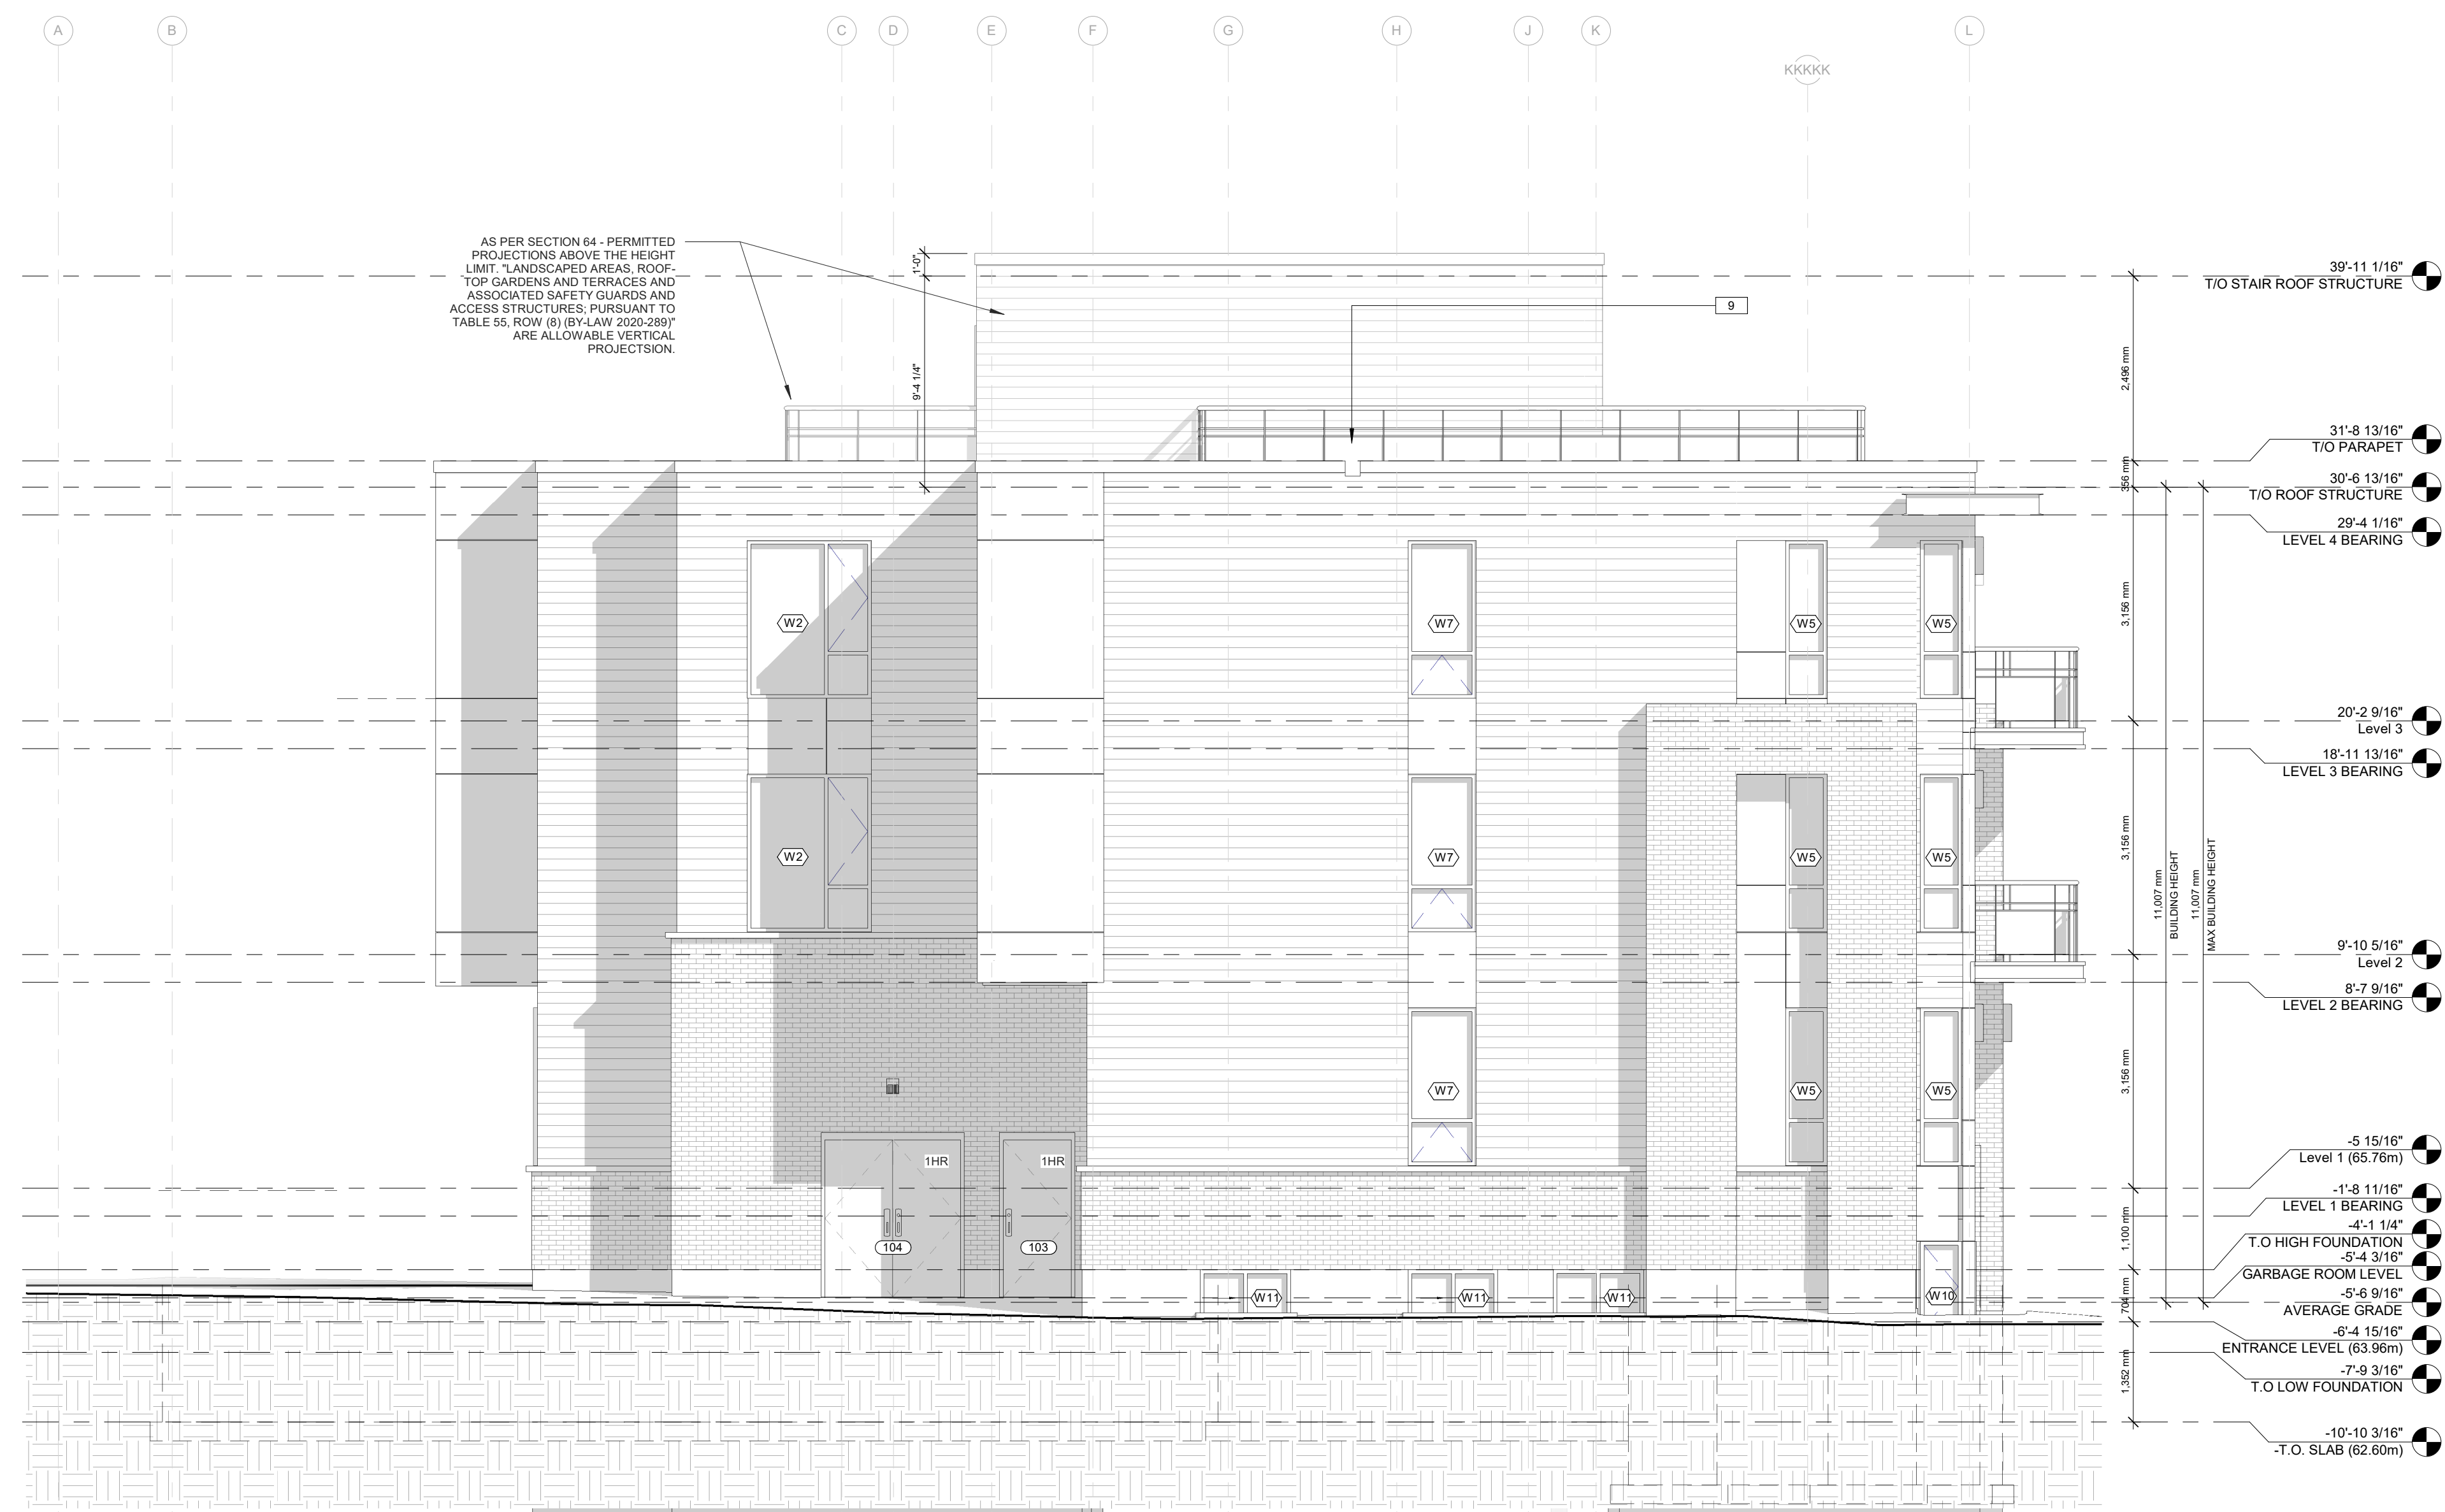 A
B
C
D
E
F
G
H
J
K
KKKKK
L
AS PER SECTION 64 - PERMITTED
PROJECTIONS ABOVE THE HEIGHT
LIMIT. "LANDSCAPED AREAS, ROOF-
TOP GARDENS AND TERRACES AND
ASSOCIATED SAFETY GUARDS AND
ACCESS STRUCTURES; PURSUANT TO
TABLE 55, ROW (8) (BY-LAW 2020-289)"
ARE ALLOWABLE VERTICAL
PROJECTSION.
1'-0"
9'-4 1/4"
9
W2
W7
W5
W5
W2
W7
W5
W5
W7
W5
W5
1HR
1HR
104
103
W11
W11
W11
W10
2,496 mm
356 mm
3,156 mm
3,156 mm
3,156 mm
1,100 mm
704 mm
1,352 mm
11,007 mm
BUILDING HEIGHT
11,007 mm
MAX BUILDING HEIGHT
39'-11 1/16"
T/O STAIR ROOF STRUCTURE
31'-8 13/16"
T/O PARAPET
30'-6 13/16"
T/O ROOF STRUCTURE
29'-4 1/16"
LEVEL 4 BEARING
20'-2 9/16"
Level 3
18'-11 13/16"
LEVEL 3 BEARING
9'-10 5/16"
Level 2
8'-7 9/16"
LEVEL 2 BEARING
-5 15/16"
Level 1 (65.76m)
-1'-8 11/16"
LEVEL 1 BEARING
-4'-1 1/4"
T.O HIGH FOUNDATION
-5'-4 3/16"
GARBAGE ROOM LEVEL
-5'-6 9/16"
AVERAGE GRADE
-6'-4 15/16"
ENTRANCE LEVEL (63.96m)
-7'-9 3/16"
T.O LOW FOUNDATION
-10'-10 3/16"
-T.O. SLAB (62.60m)